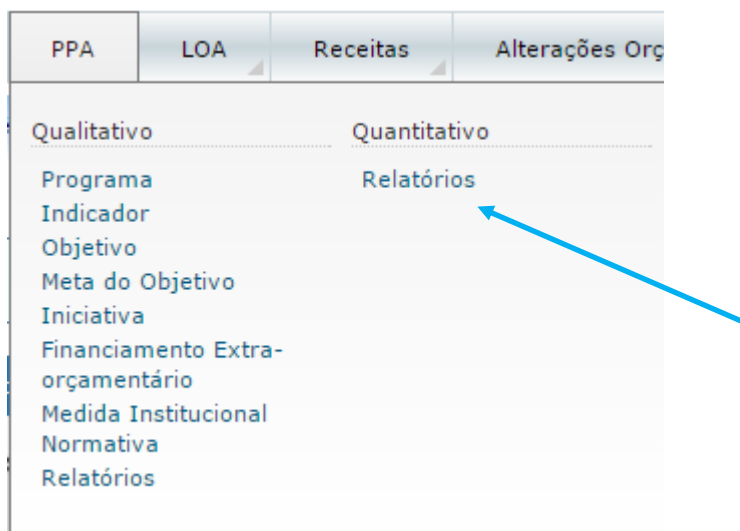 PPA LOA Receitas Alterações Orç
Qualitativo
Programa
Indicador
Objetivo
Meta do Objetivo
Iniciativa
Financiamento Extra-
orçamentário
Medida Institucional
Normativa
Relatórios
Quantitativo
Relatórios